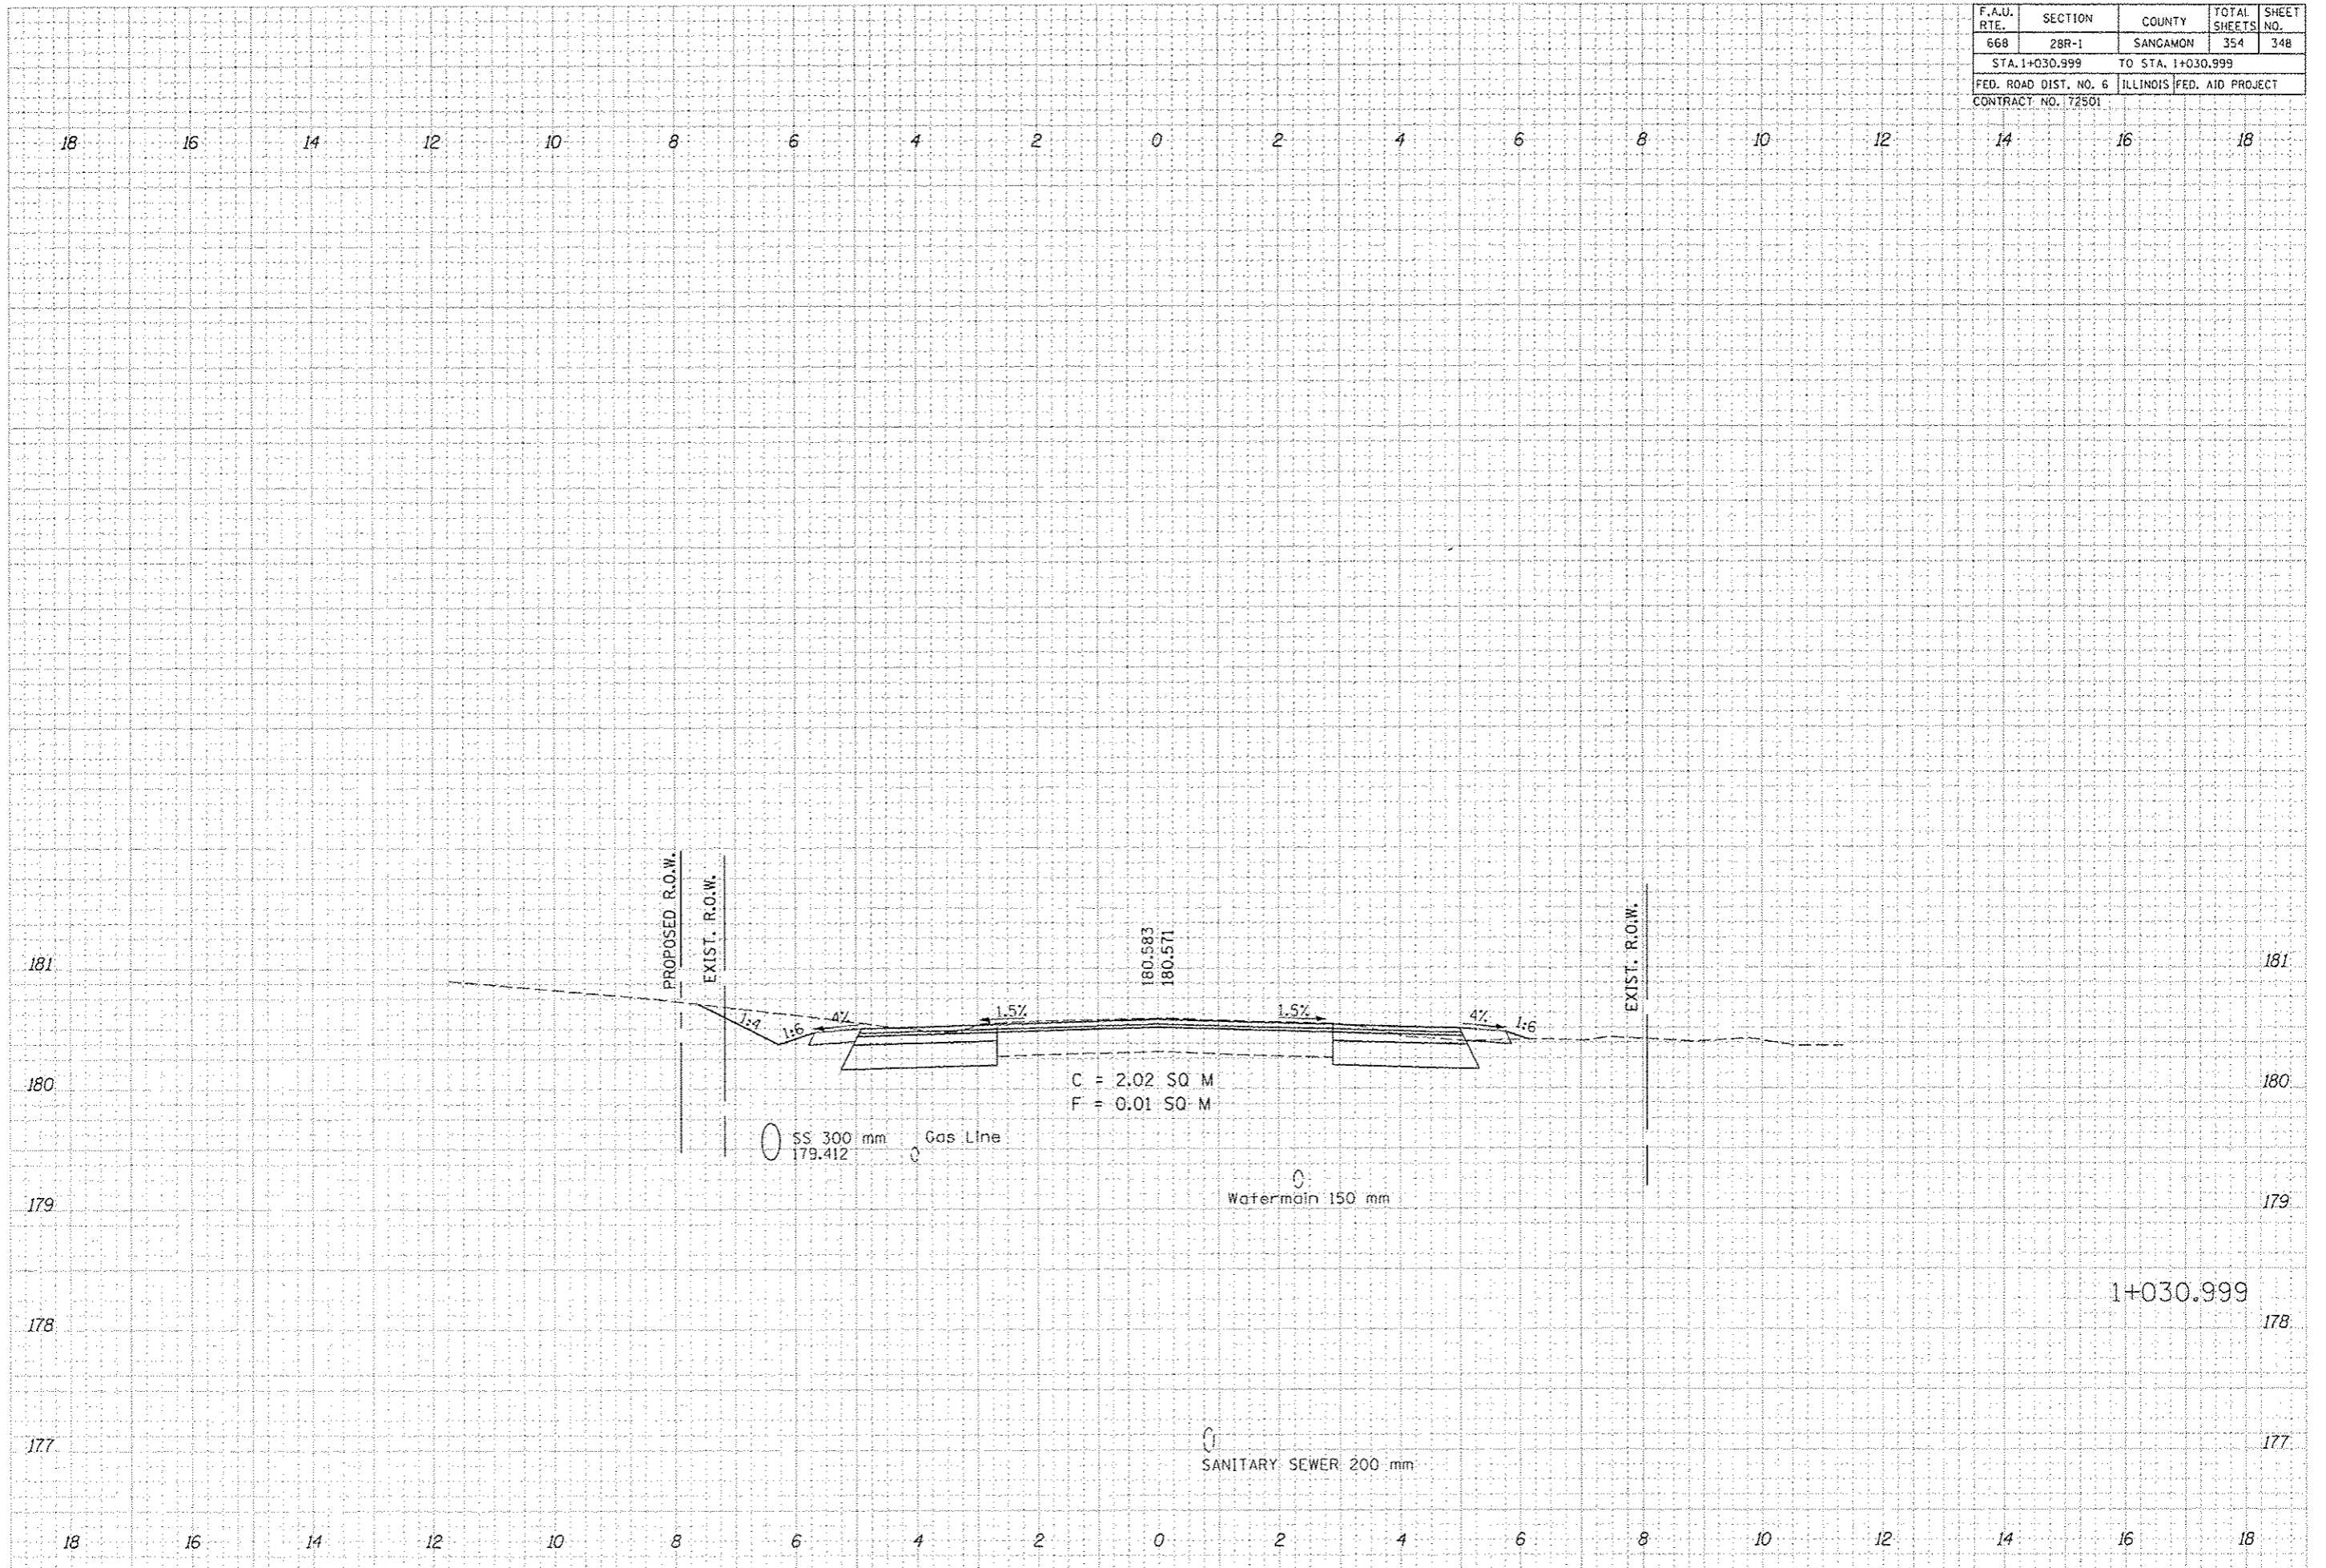 F.A.U. RTE. SECTION COUNTY TOTAL SHEETS SHEET NO.
668 28R-1 SANGAMON 354 348
STA. 1+030.999 TO STA. 1+030.999
FED. ROAD DIST. NO. 6 ILLINOIS FED. AID PROJECT
CONTRACT NO. 72501
18 16 14 12 10 8 6 4 2 0 2 4 6 8 10 12 14 16 18
PROPOSED R.O.W.
EXIST. R.O.W.
180.583
180.571
EXIST. R.O.W.
181 181
1:4 1:6 4% 1.5% 1.5% 4% 1:6
180 180
C = 2.02 SQ M
F = 0.01 SQ M
SS 300 mm
179.412
Gas Line
Watermain 150 mm
179 179
1+030.999
178 178
177 177
SANITARY SEWER 200 mm
18 16 14 12 10 8 6 4 2 0 2 4 6 8 10 12 14 16 18